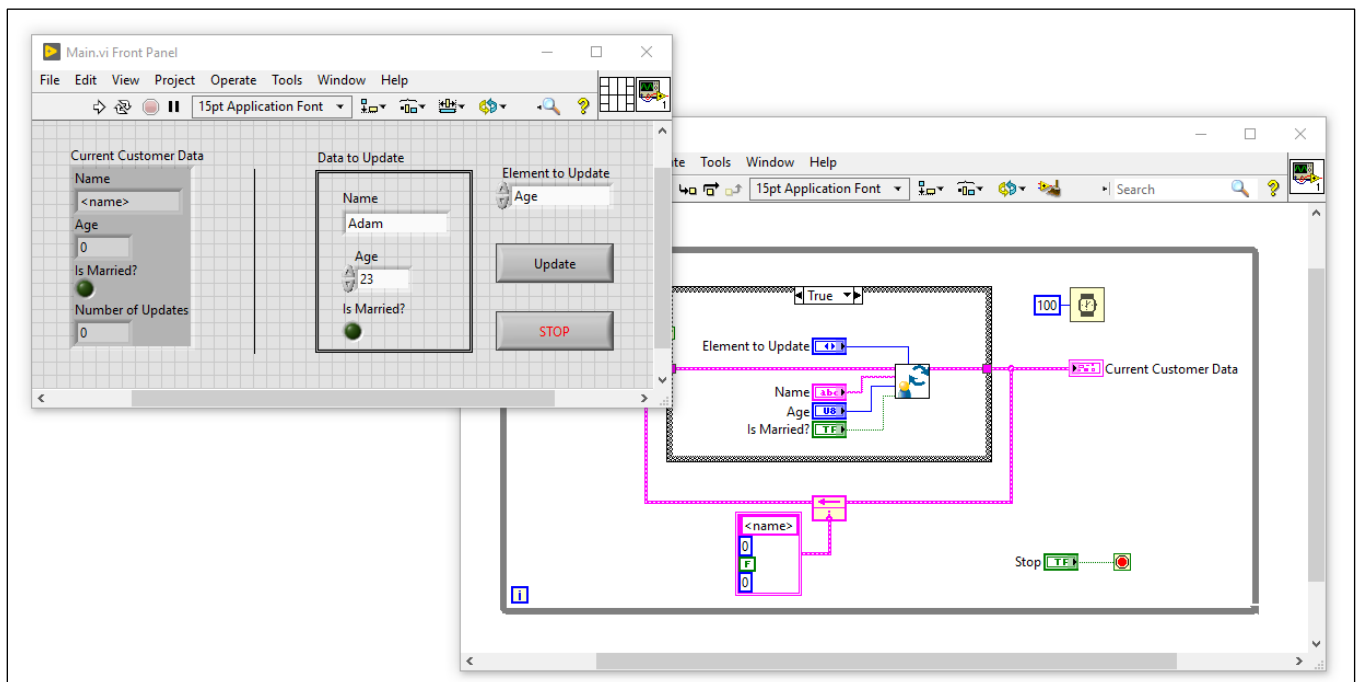 Main.vi Front Panel
File Edit View Project Operate Tools Window Help
15pt Application Font
1
Current Customer Data
Name
<name>
Age
0
Is Married?
Number of Updates
0
Data to Update
Name
Adam
Age
23
Is Married?
Element to Update
Age
Update
STOP
Tools Window Help
15pt Application Font
Search
1
True
100
Element to Update
Name abc
Age U8
Is Married? TF
Current Customer Data
<name>
0
F
0
Stop TF
i